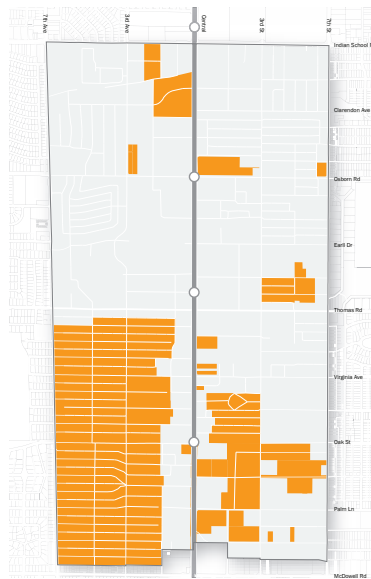 7th Ave
3rd Ave
Central
3rd St
7th St
Indian School R
Clarendon Ave
Osborn Rd
Earll Dr
Thomas Rd
Virginia Ave
Oak St
Palm Ln
McDowell Rd